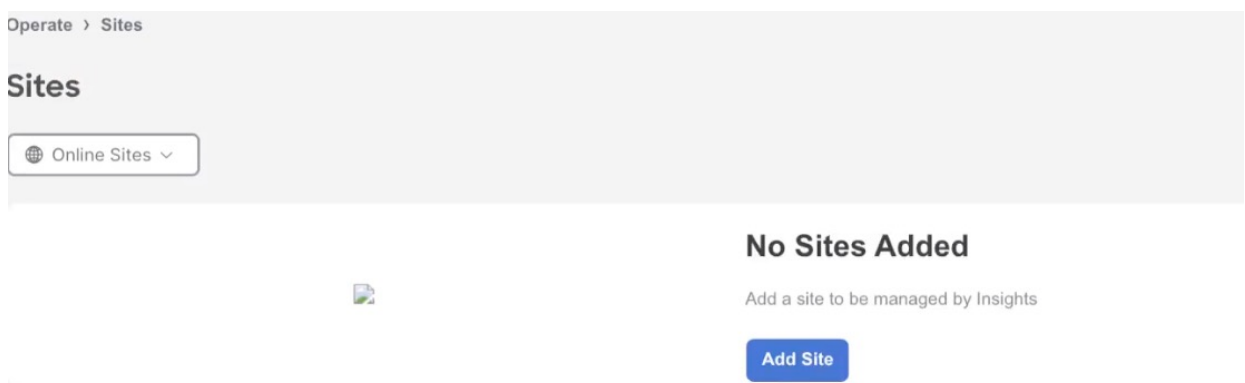 Operate > Sites
Sites
Online Sites
No Sites Added
Add a site to be managed by Insights
Add Site